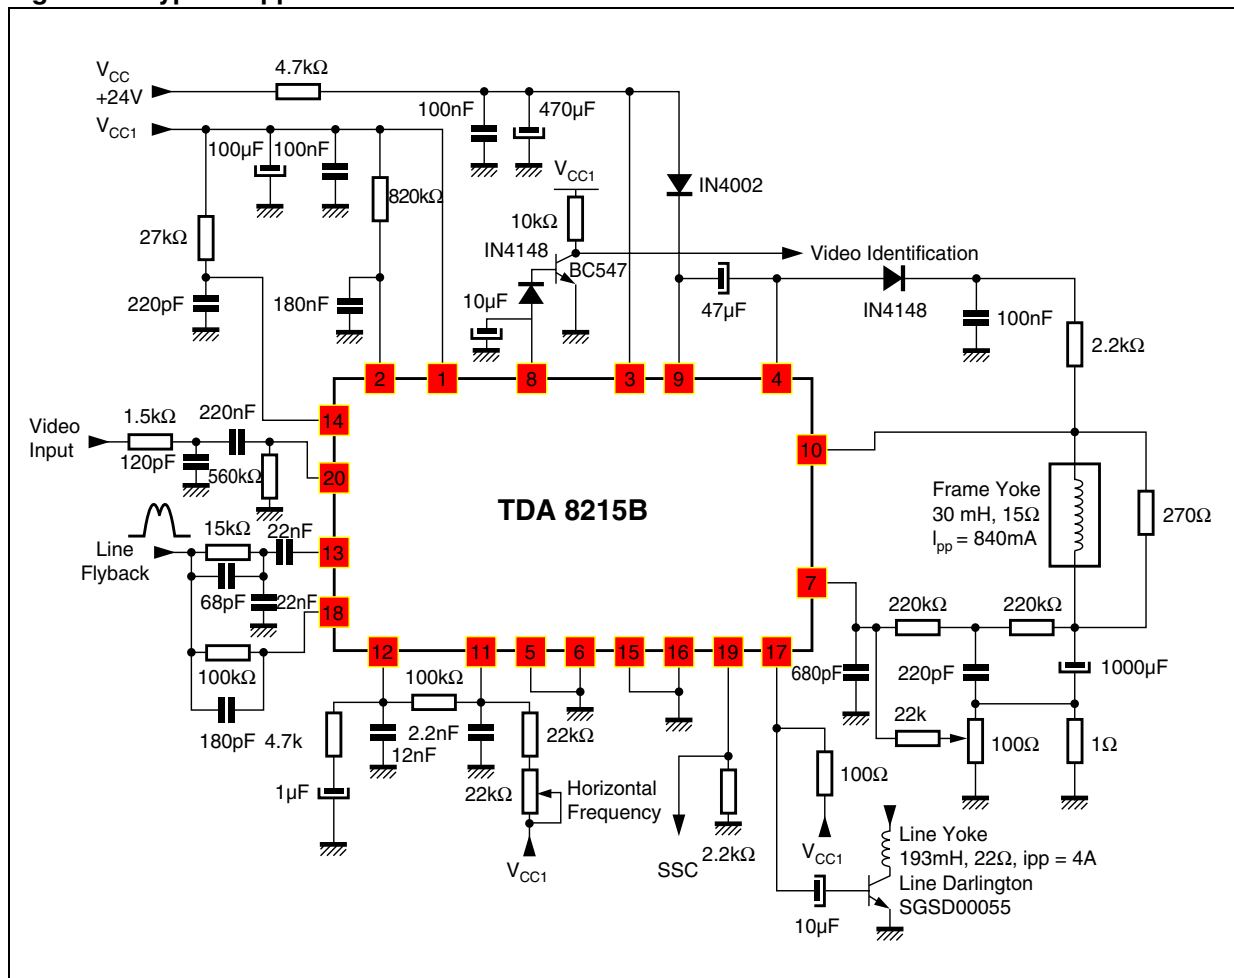 V_CC
+24V
4.7kΩ
V_CC1
100µF
100nF
100nF
470µF
820kΩ
27kΩ
220pF
180nF
V_CC1
10kΩ
IN4148
BC547
10µF
IN4002
Video Identification
47µF
IN4148
100nF
2.2kΩ
2
1
8
3
9
4
14
20
13
18
10
7
Video
Input
1.5kΩ
220nF
120pF
560kΩ
15kΩ
22nF
Line
Flyback
68pF
22nF
100kΩ
180pF
TDA 8215B
Frame Yoke
30 mH, 15Ω
I_pp = 840mA
270Ω
12
11
5
6
15
16
19
17
100kΩ
4.7k
2.2nF
12nF
1µF
22kΩ
22kΩ
Horizontal
Frequency
V_CC1
SSC
2.2kΩ
100Ω
V_CC1
10µF
220kΩ
220kΩ
680pF
220pF
1000µF
22k
100Ω
1Ω
Line Yoke
193mH, 22Ω, ipp = 4A
Line Darlington
SGSD00055